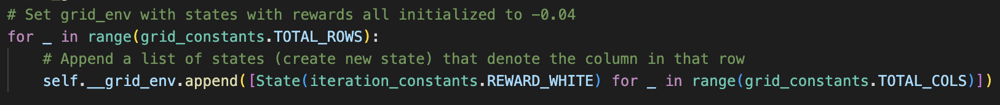 # Set grid_env with states with rewards all initialized to -0.04
for _ in range(grid_constants.TOTAL_ROWS):
    # Append a list of states (create new state) that denote the column in that row
    self.__grid_env.append([State(iteration_constants.REWARD_WHITE) for _ in range(grid_constants.TOTAL_COLS)])